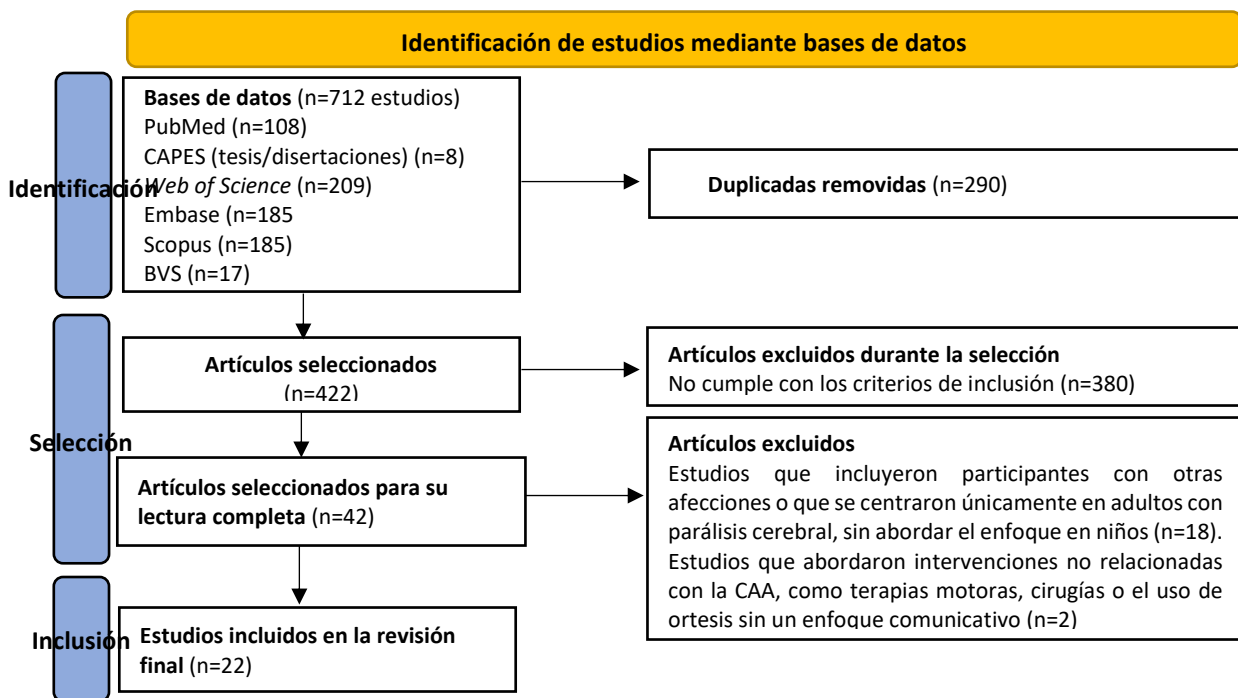 Identificación de estudios mediante bases de datos
Identificación
Bases de datos (n=712 estudios)
PubMed (n=108)
CAPES (tesis/disertaciones) (n=8)
Web of Science (n=209)
Embase (n=185
Scopus (n=185)
BVS (n=17)
Duplicadas removidas (n=290)
Selección
Artículos seleccionados
(n=422)
Artículos excluidos durante la selección
No cumple con los criterios de inclusión (n=380)
Artículos seleccionados para su
lectura completa (n=42)
Artículos excluidos
Estudios que incluyeron participantes con otras
afecciones o que se centraron únicamente en adultos con
parálisis cerebral, sin abordar el enfoque en niños (n=18).
Estudios que abordaron intervenciones no relacionadas
con la CAA, como terapias motoras, cirugías o el uso de
ortesis sin un enfoque comunicativo (n=2)
Inclusión
Estudios incluidos en la revisión
final (n=22)